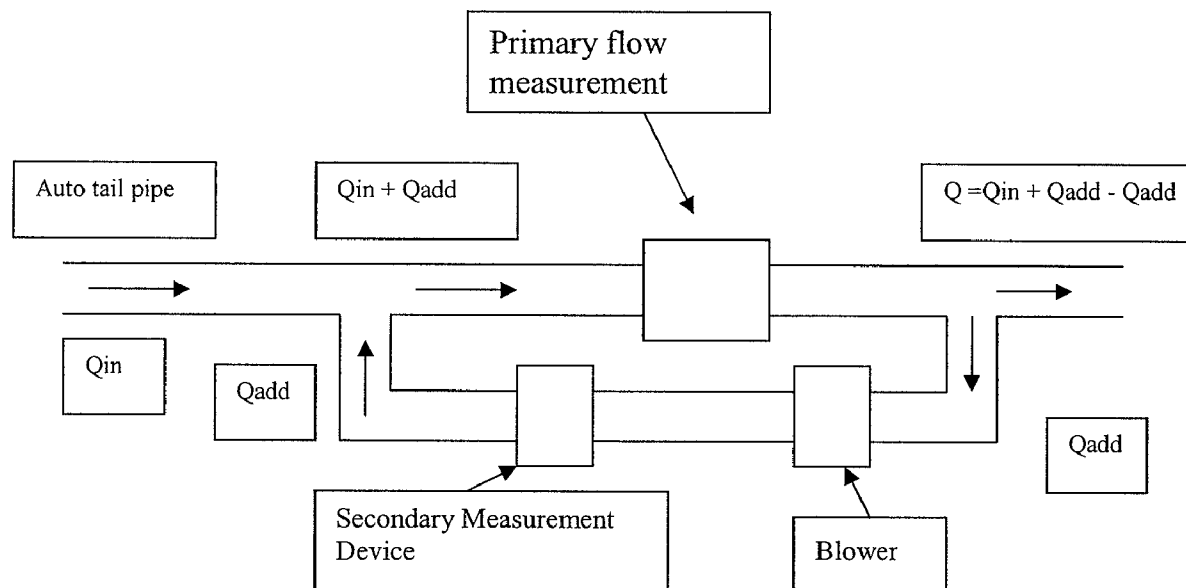 Primary flow
measurement
Auto tail pipe
Qin + Qadd
Q =Qin + Qadd - Qadd
Qin
Qadd
Qadd
Secondary Measurement
Device
Blower